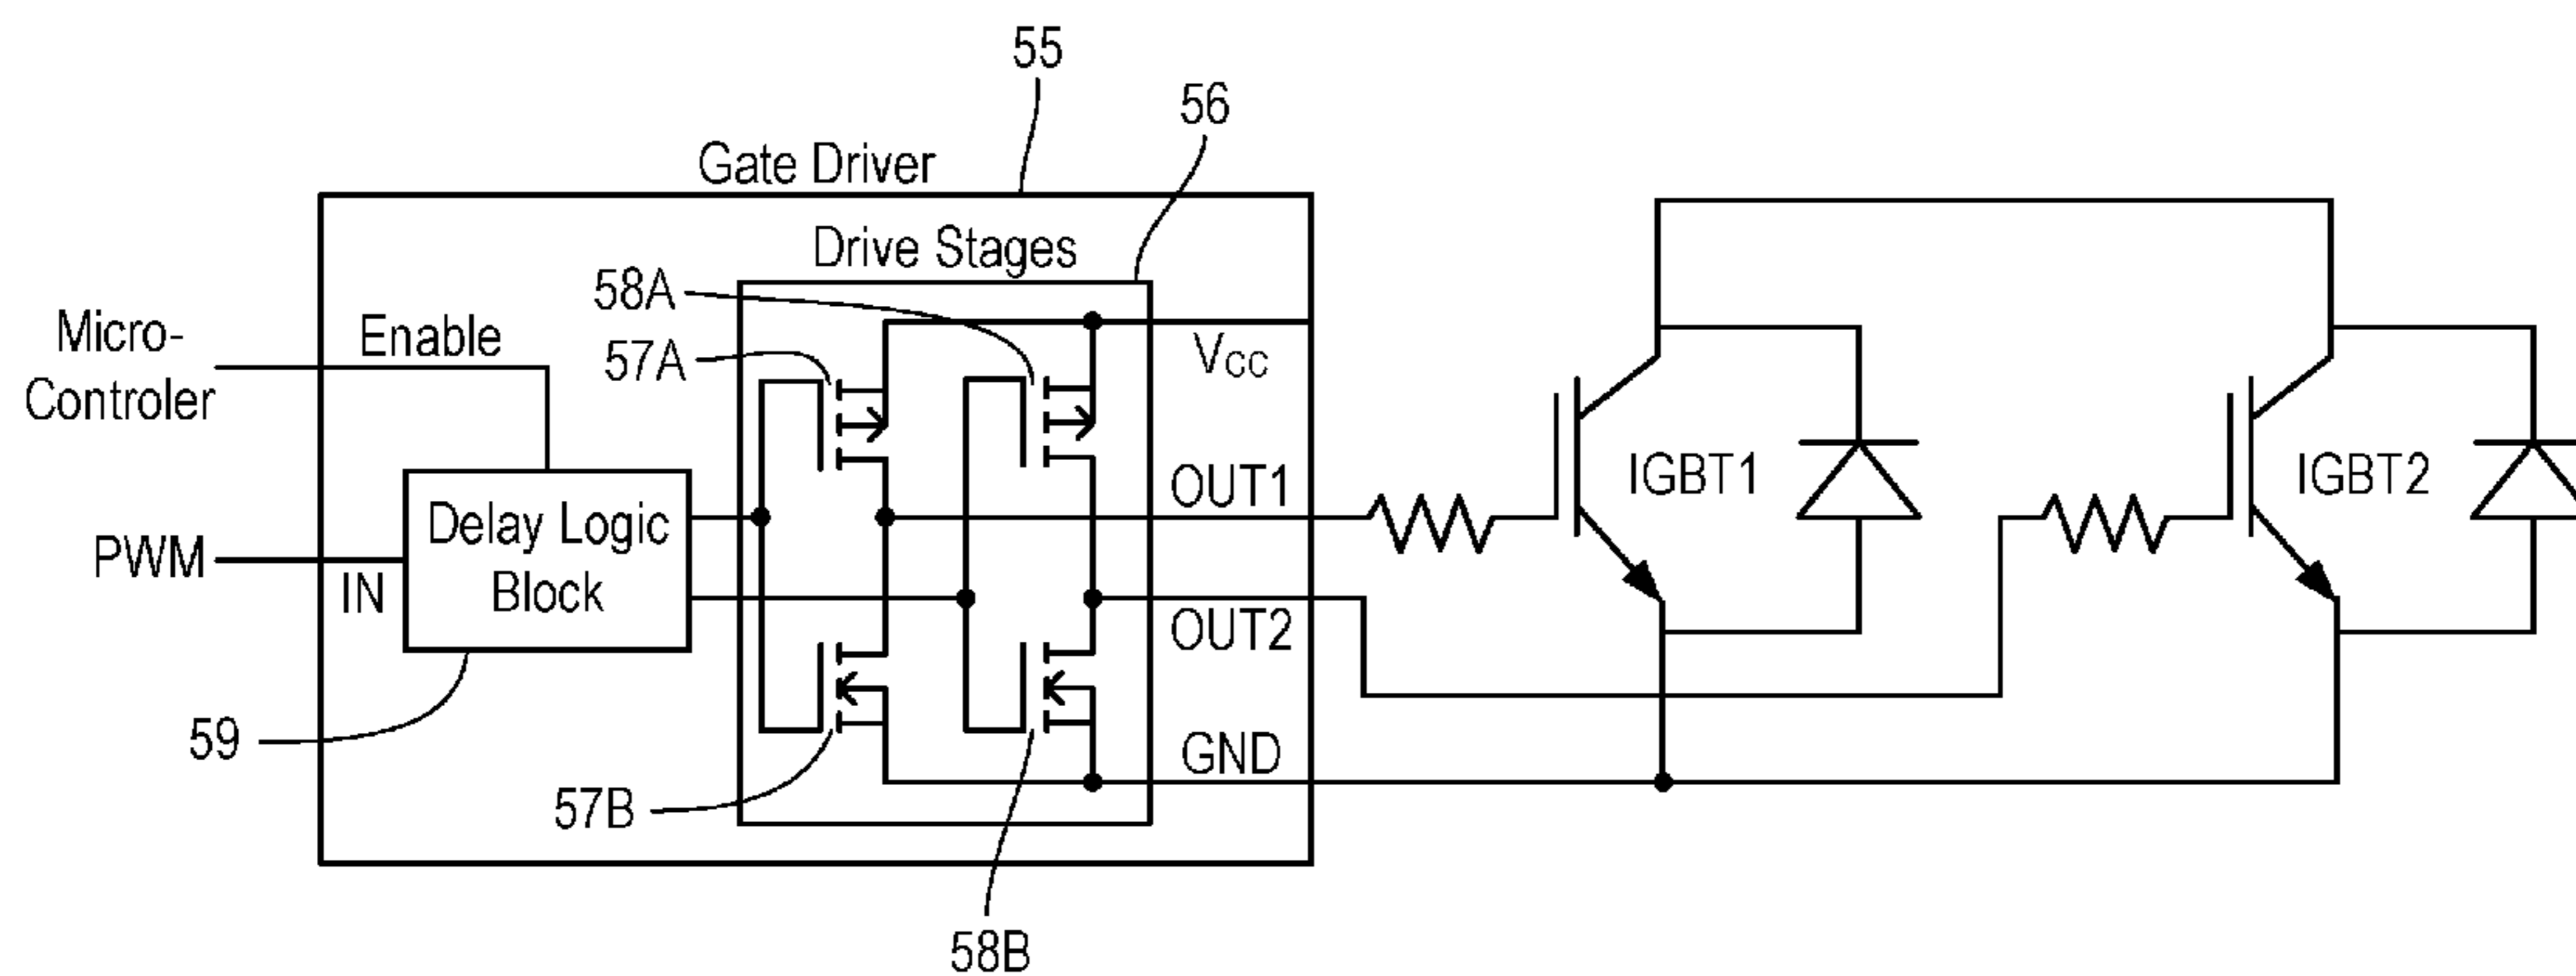 55
56
Gate Driver
Drive Stages
58A
57A
Micro-
Controler
Enable
VCC
PWM
IN
Delay Logic
Block
OUT1
OUT2
GND
IGBT1
IGBT2
59
57B
58B